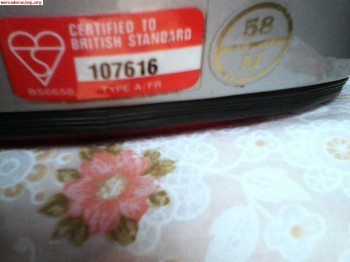 mercadoracing.org
CERTIFIED TO
BRITISH STANDARD
107616
BS6658
TYPE A/FR
58
M